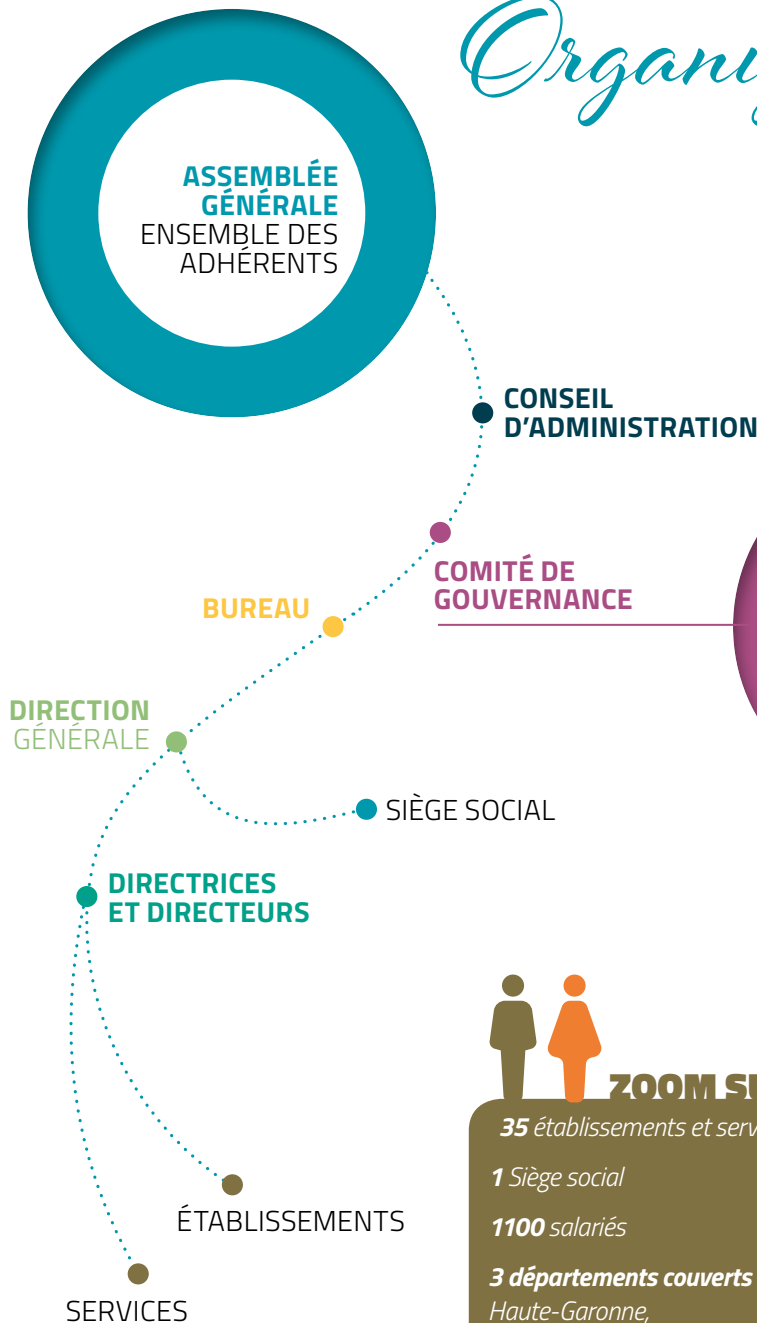 ASSEMBLÉE
GÉNÉRALE
ENSEMBLE DES
ADHÉRENTS
CONSEIL
D'ADMINISTRATION
COMITÉ DE
GOUVERNANCE
BUREAU
DIRECTION
GÉNÉRALE
SIÈGE SOCIAL
DIRECTRICES
ET DIRECTEURS
ÉTABLISSEMENTS
SERVICES
ZOOM
35 établissements et
1 Siège social
1100 salariés
3 départements couverts
Haute-Garonne,